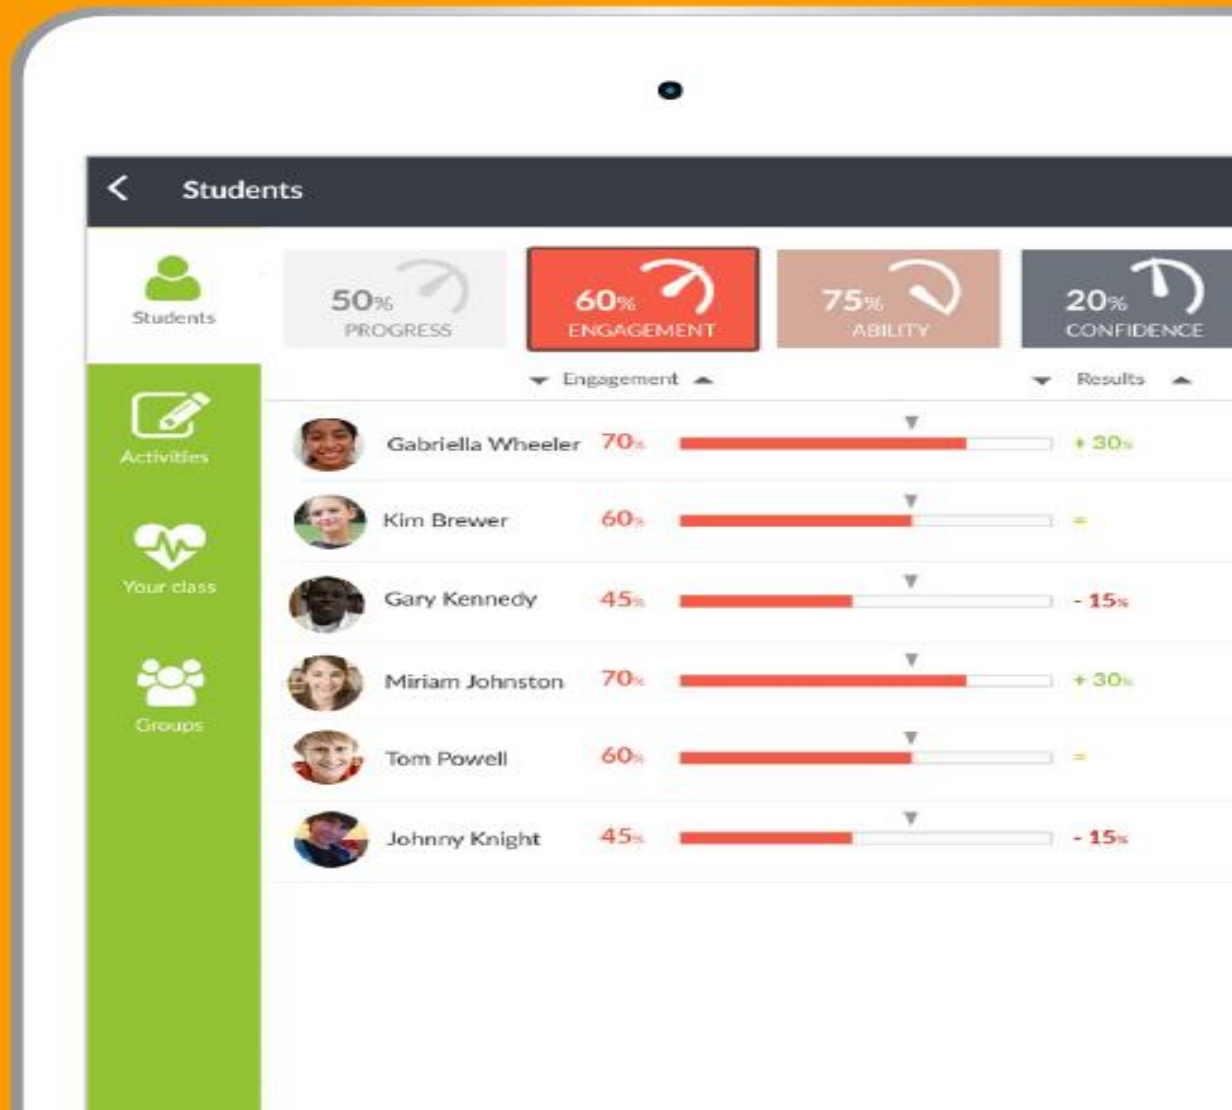 Students
Students
50% 60% 75% 20%
PROGRESS ENGAGEMENT ABILITY CONFIDENCE
Engagement Results
Gabriella Wheeler 70% + 30%
Activities
Kim Brewer 60% =
Your class
Gary Kennedy 45% - 15%
Miriam Johnston 70% + 30%
Groups
Tom Powell 60% =
Johnny Knight 45% - 15%